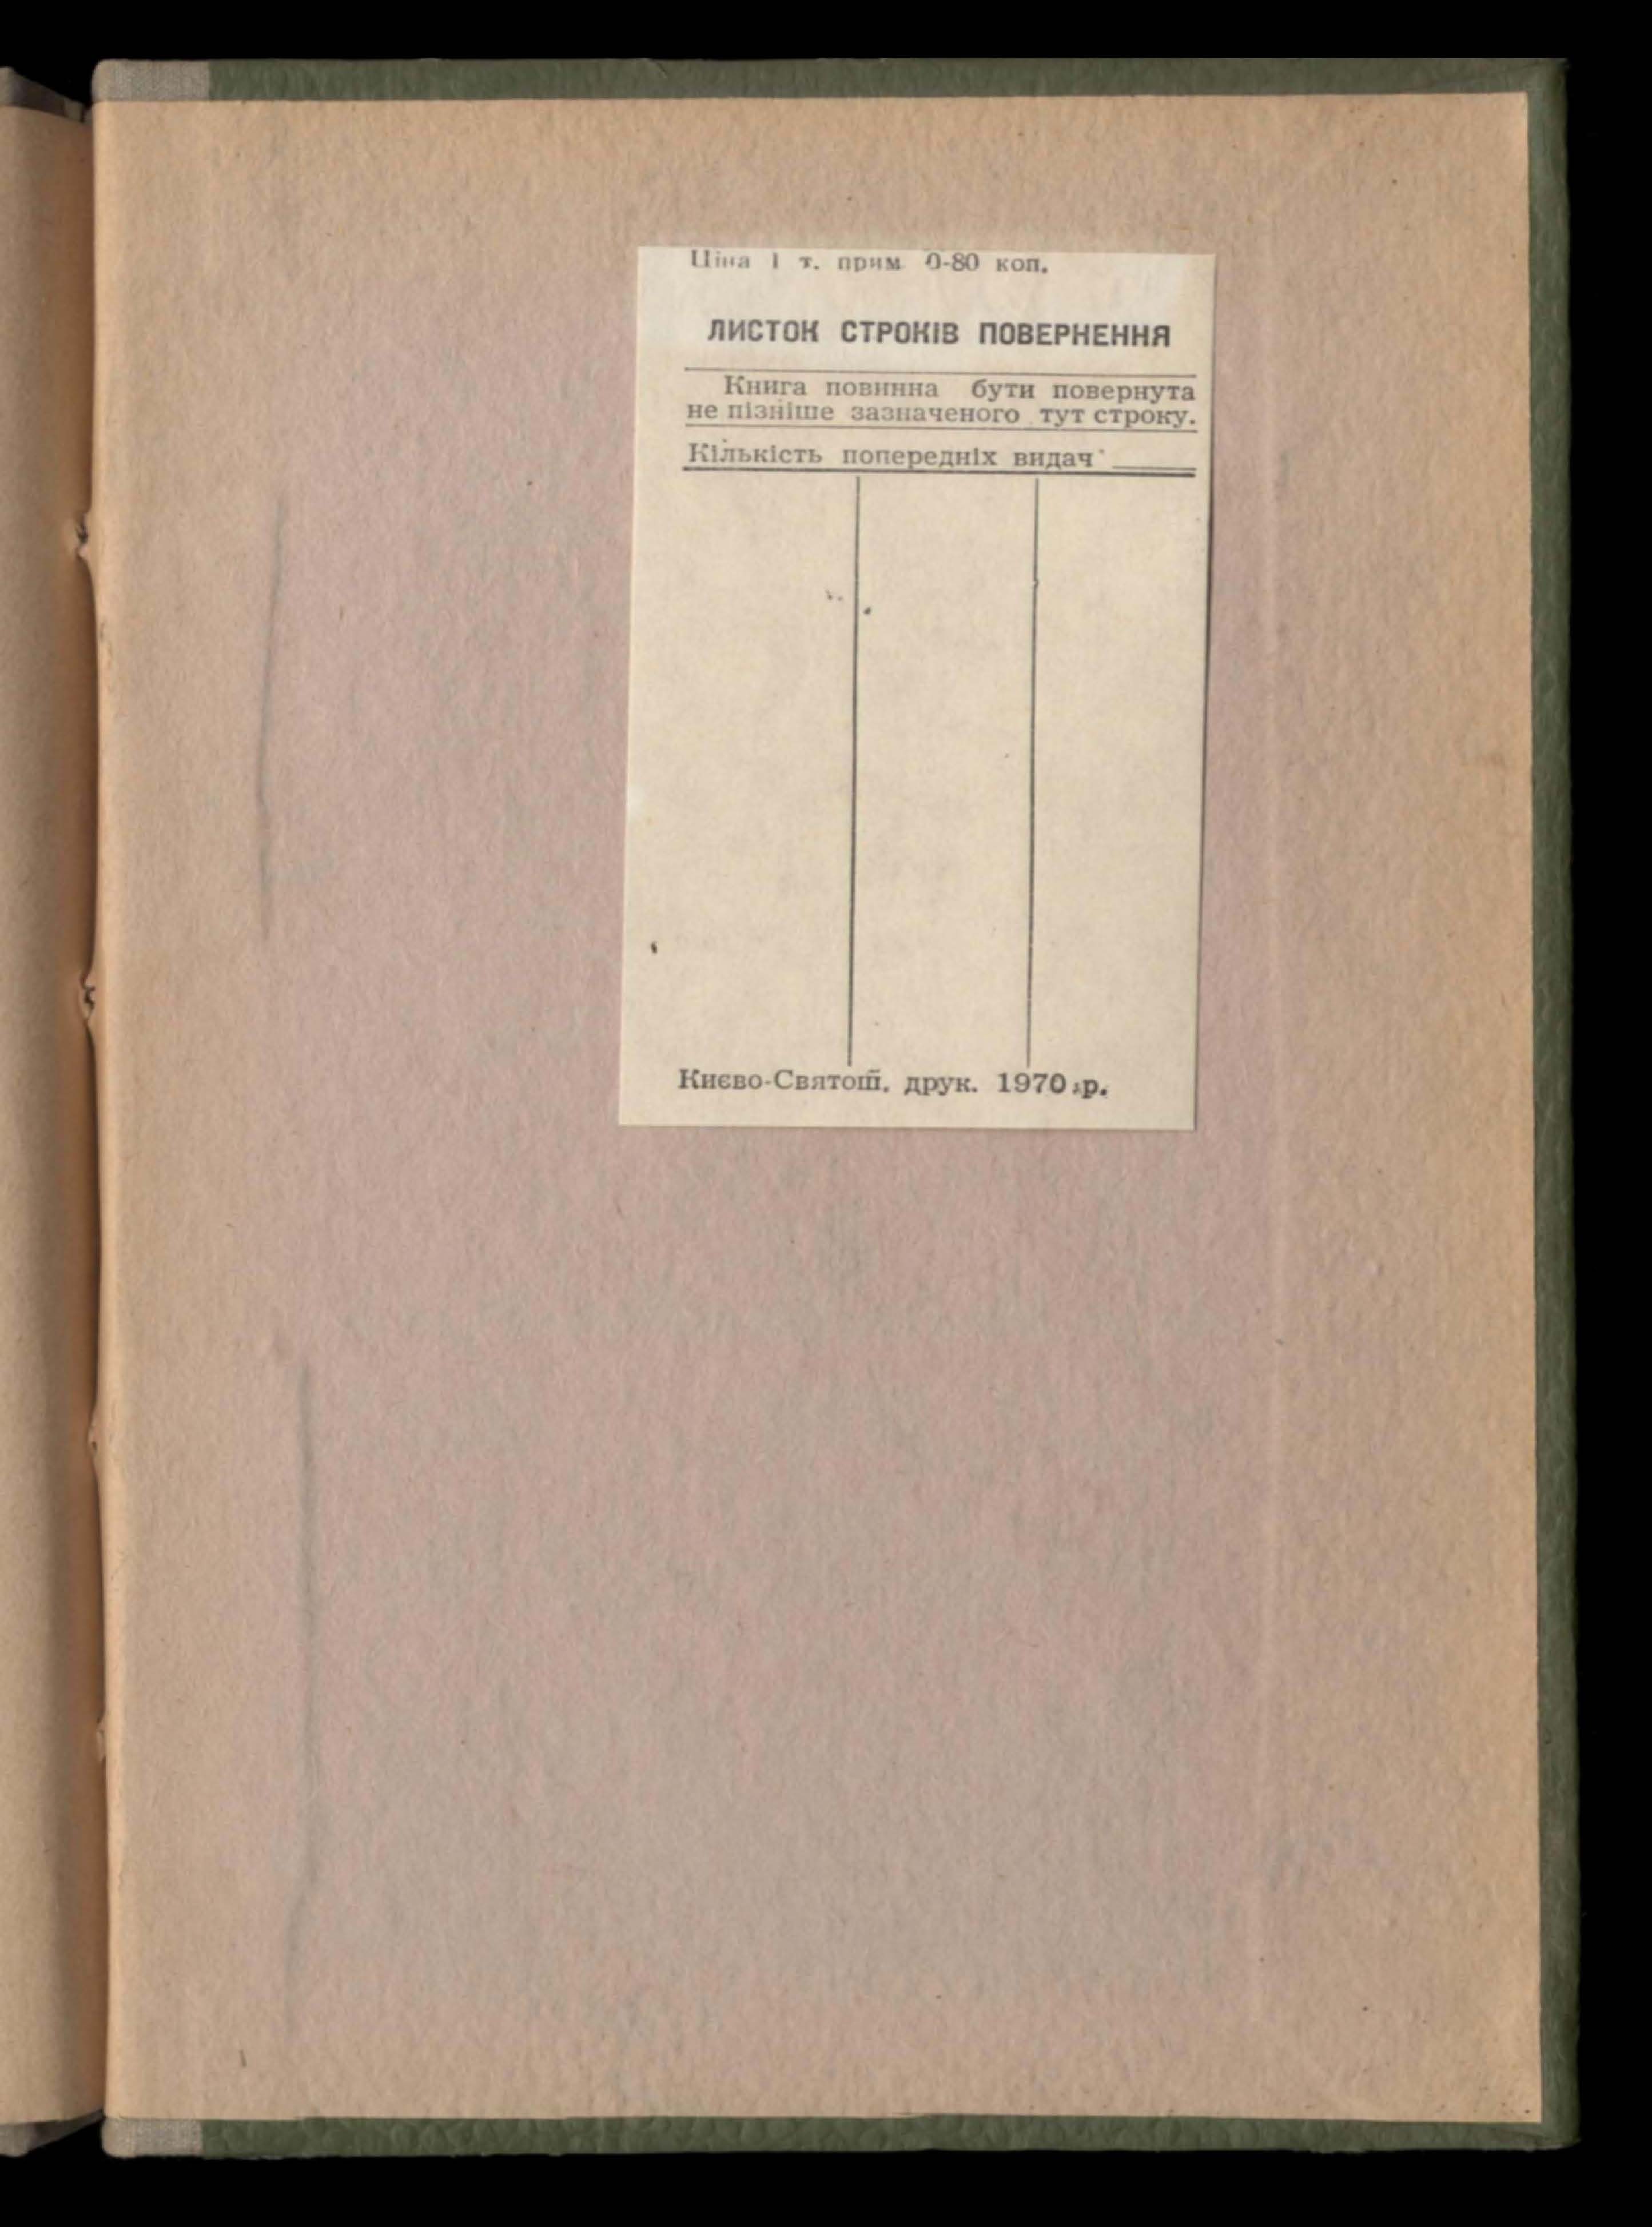 Ціна 1 т. прим 0-80 коп.
ЛИСТОК СТРОКІВ ПОВЕРНЕННЯ
Книга повинна бути повернута
не пізніше зазначеного тут строку.
Кількість попередніх видач
Києво-Святош. друк. 1970 р.